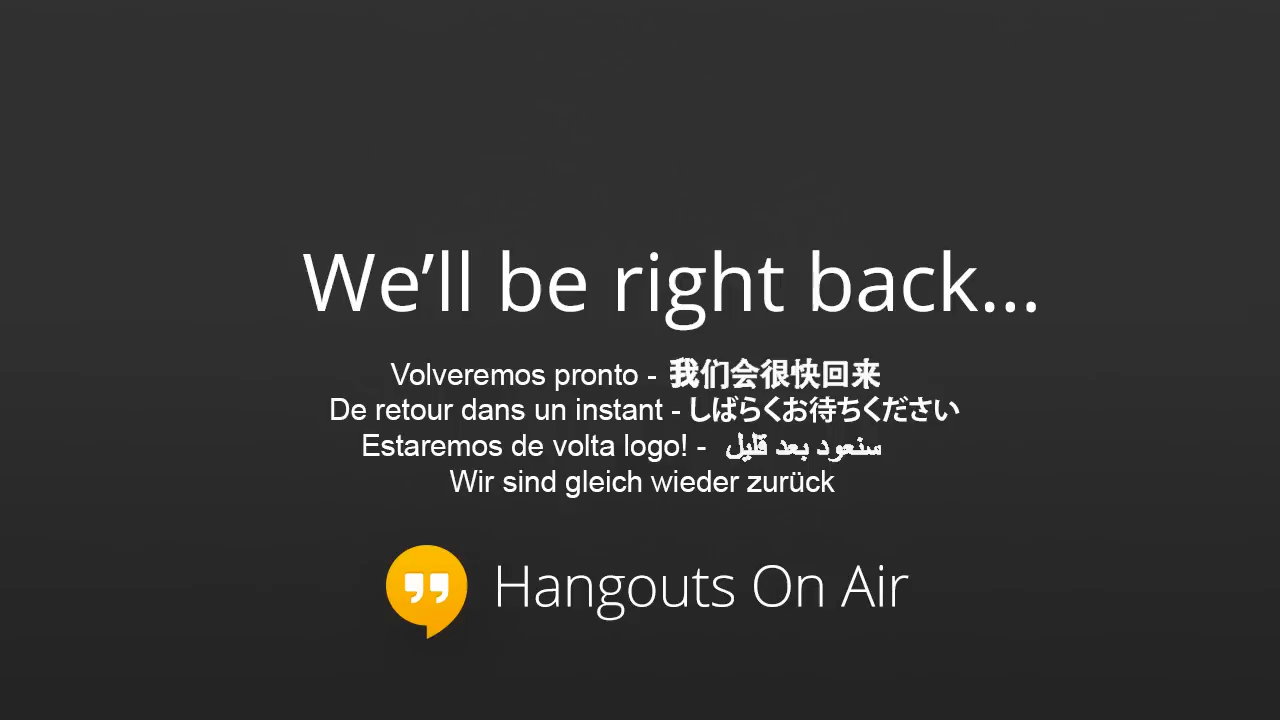 We’ll be right back...
Volveremos pronto - 我们会很快回来
De retour dans un instant - しばらくお待ちください
Estaremos de volta logo! - سنعود بعد قليل
Wir sind gleich wieder zurück
Hangouts On Air